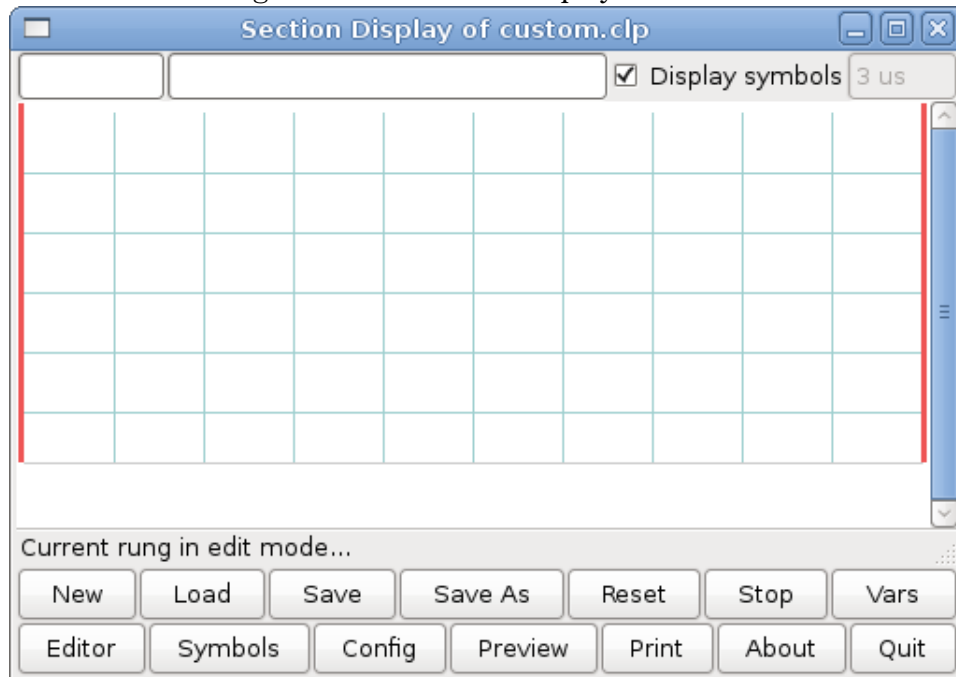 Section Display of custom.clp
Display symbols 3 us
Current rung in edit mode...
New Load Save Save As Reset Stop Vars
Editor Symbols Config Preview Print About Quit